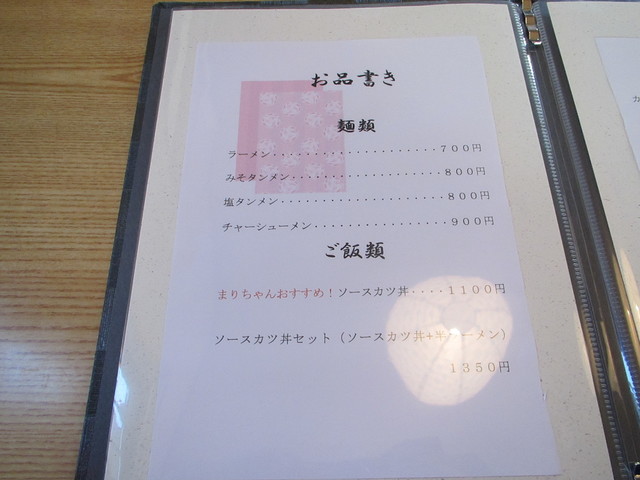 お品書き
麺類
ラーメン・・・・・・・・・・・・・・・・・・・・７００円
みそタンメン・・・・・・・・・・・・・・・・・・８００円
塩タンメン・・・・・・・・・・・・・・・・・・・・８００円
チャーシューメン・・・・・・・・・・・・・・・・９００円
ご飯類
まりちゃんおすすめ！ソースカツ丼・・・・１１００円
ソースカツ丼セット（ソースカツ丼+半ラーメン）
１３５０円
カ